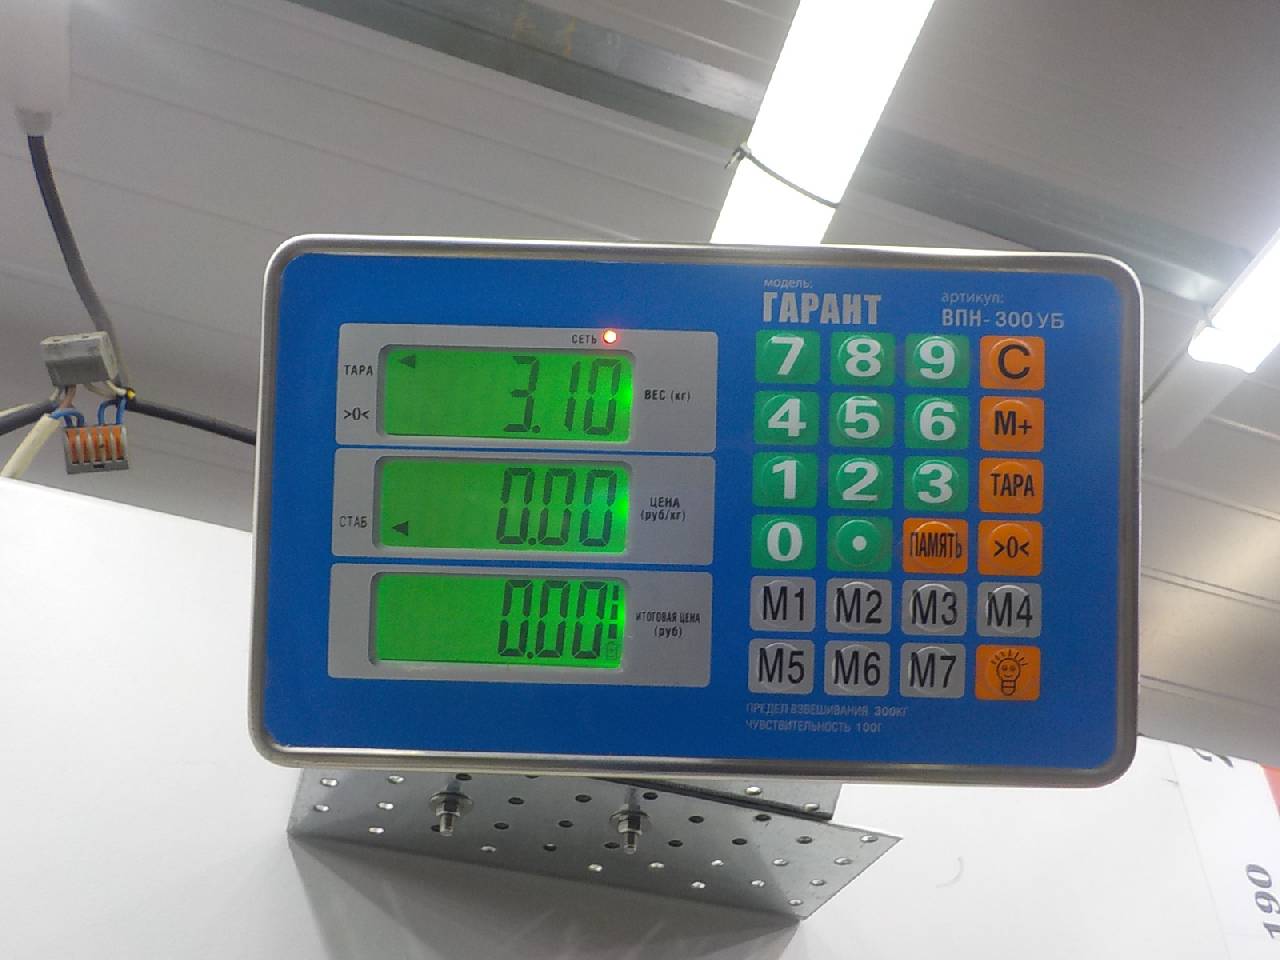 модель:
ГАРАНТ
артикул:
ВПН-300 УБ
СЕТЬ
ТАРА
>0<
3.10
ВЕС (кг)
СТАБ
0.00
ЦЕНА
(руб/кг)
0.00
ИТОГОВАЯ ЦЕНА
(руб)
7 8 9 C
4 5 6 M+
1 2 3 ТАРА
0 • ПАМЯТЬ >0<
M1 M2 M3 M4
M5 M6 M7
ПРЕДЕЛ ВЗВЕШИВАНИЯ 300КГ
ЧУВСТВИТЕЛЬНОСТЬ 100Г
190